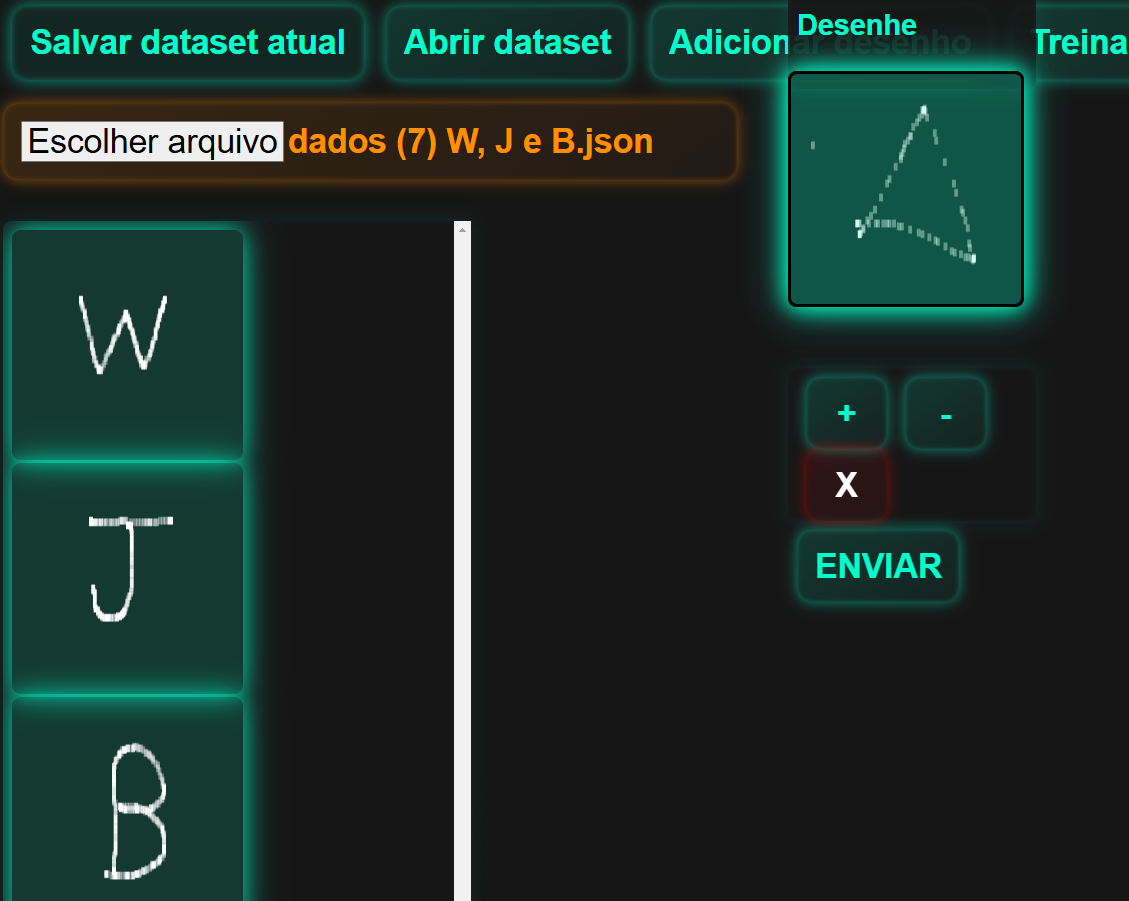 Salvar dataset atual
Abrir dataset
Adicionar desenho
Treina
Desenhe
Escolher arquivo dados (7) W, J e B.json
W
J
B
+
-
X
ENVIAR